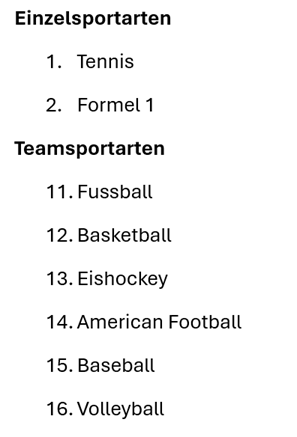 Einzelsportarten
1. Tennis
2. Formel 1
Teamsportarten
11. Fussball
12. Basketball
13. Eishockey
14. American Football
15. Baseball
16. Volleyball